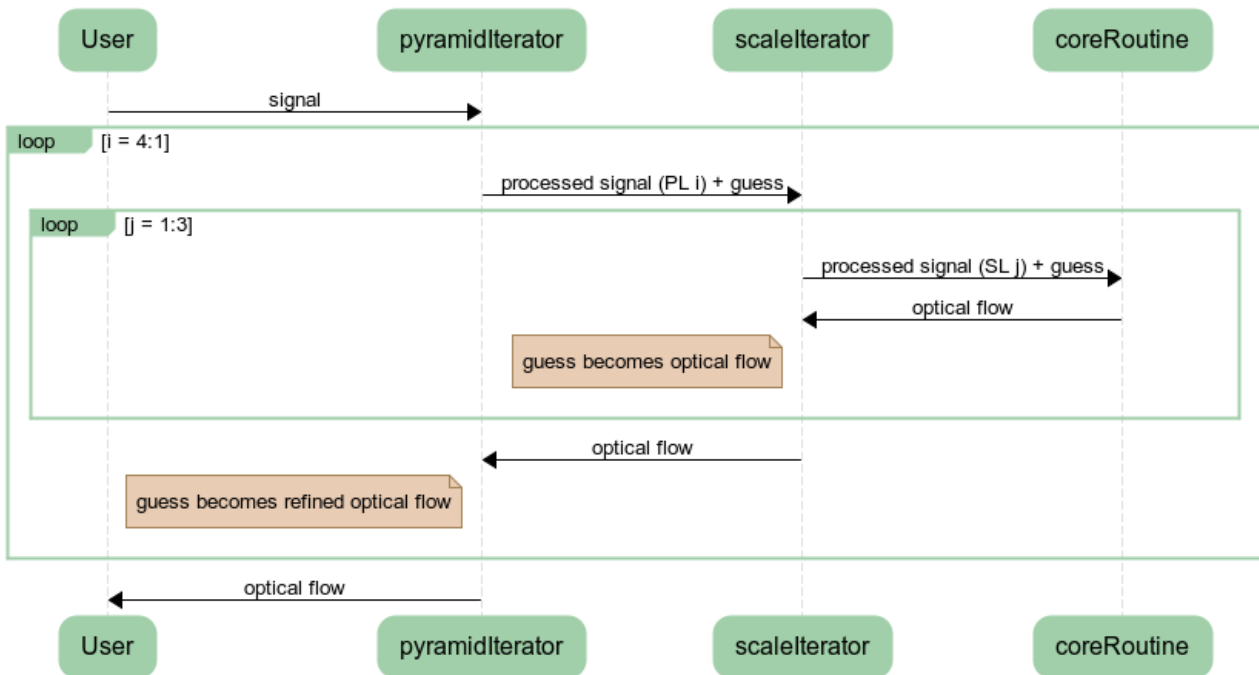 User pyramidIterator scaleIterator coreRoutine
signal
loop [i = 4:1]
processed signal (PL i) + guess
loop [j = 1:3]
processed signal (SL j) + guess
optical flow
guess becomes optical flow
optical flow
guess becomes refined optical flow
optical flow
User pyramidIterator scaleIterator coreRoutine